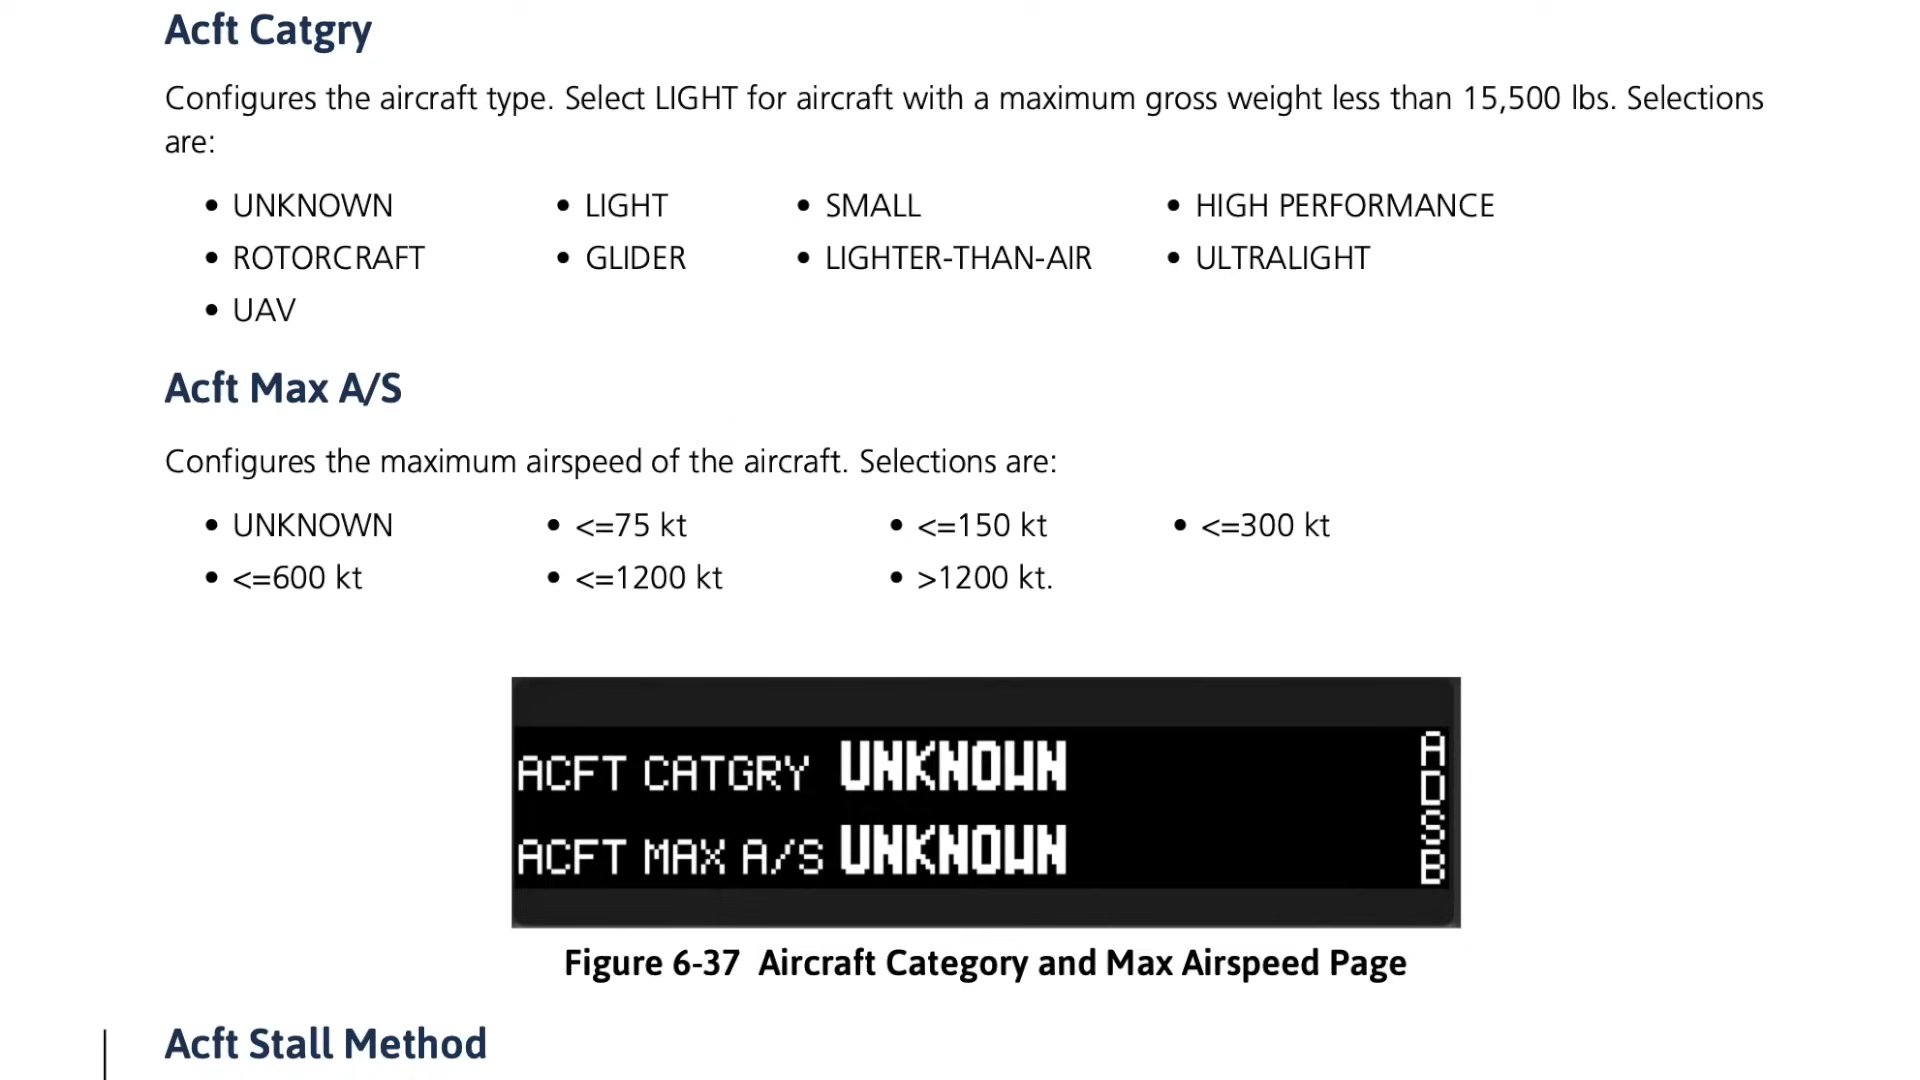 Acft Catgry
Configures the aircraft type. Select LIGHT for aircraft with a maximum gross weight less than 15,500 lbs. Selections
are:
• UNKNOWN • LIGHT • SMALL • HIGH PERFORMANCE
• ROTORCRAFT • GLIDER • LIGHTER-THAN-AIR • ULTRALIGHT
• UAV
Acft Max A/S
Configures the maximum airspeed of the aircraft. Selections are:
• UNKNOWN • <=75 kt • <=150 kt • <=300 kt
• <=600 kt • <=1200 kt • >1200 kt.
ACFT CATGRY UNKNOWN
ACFT MAX A/S UNKNOWN
ADSB
Figure 6-37 Aircraft Category and Max Airspeed Page
Acft Stall Method